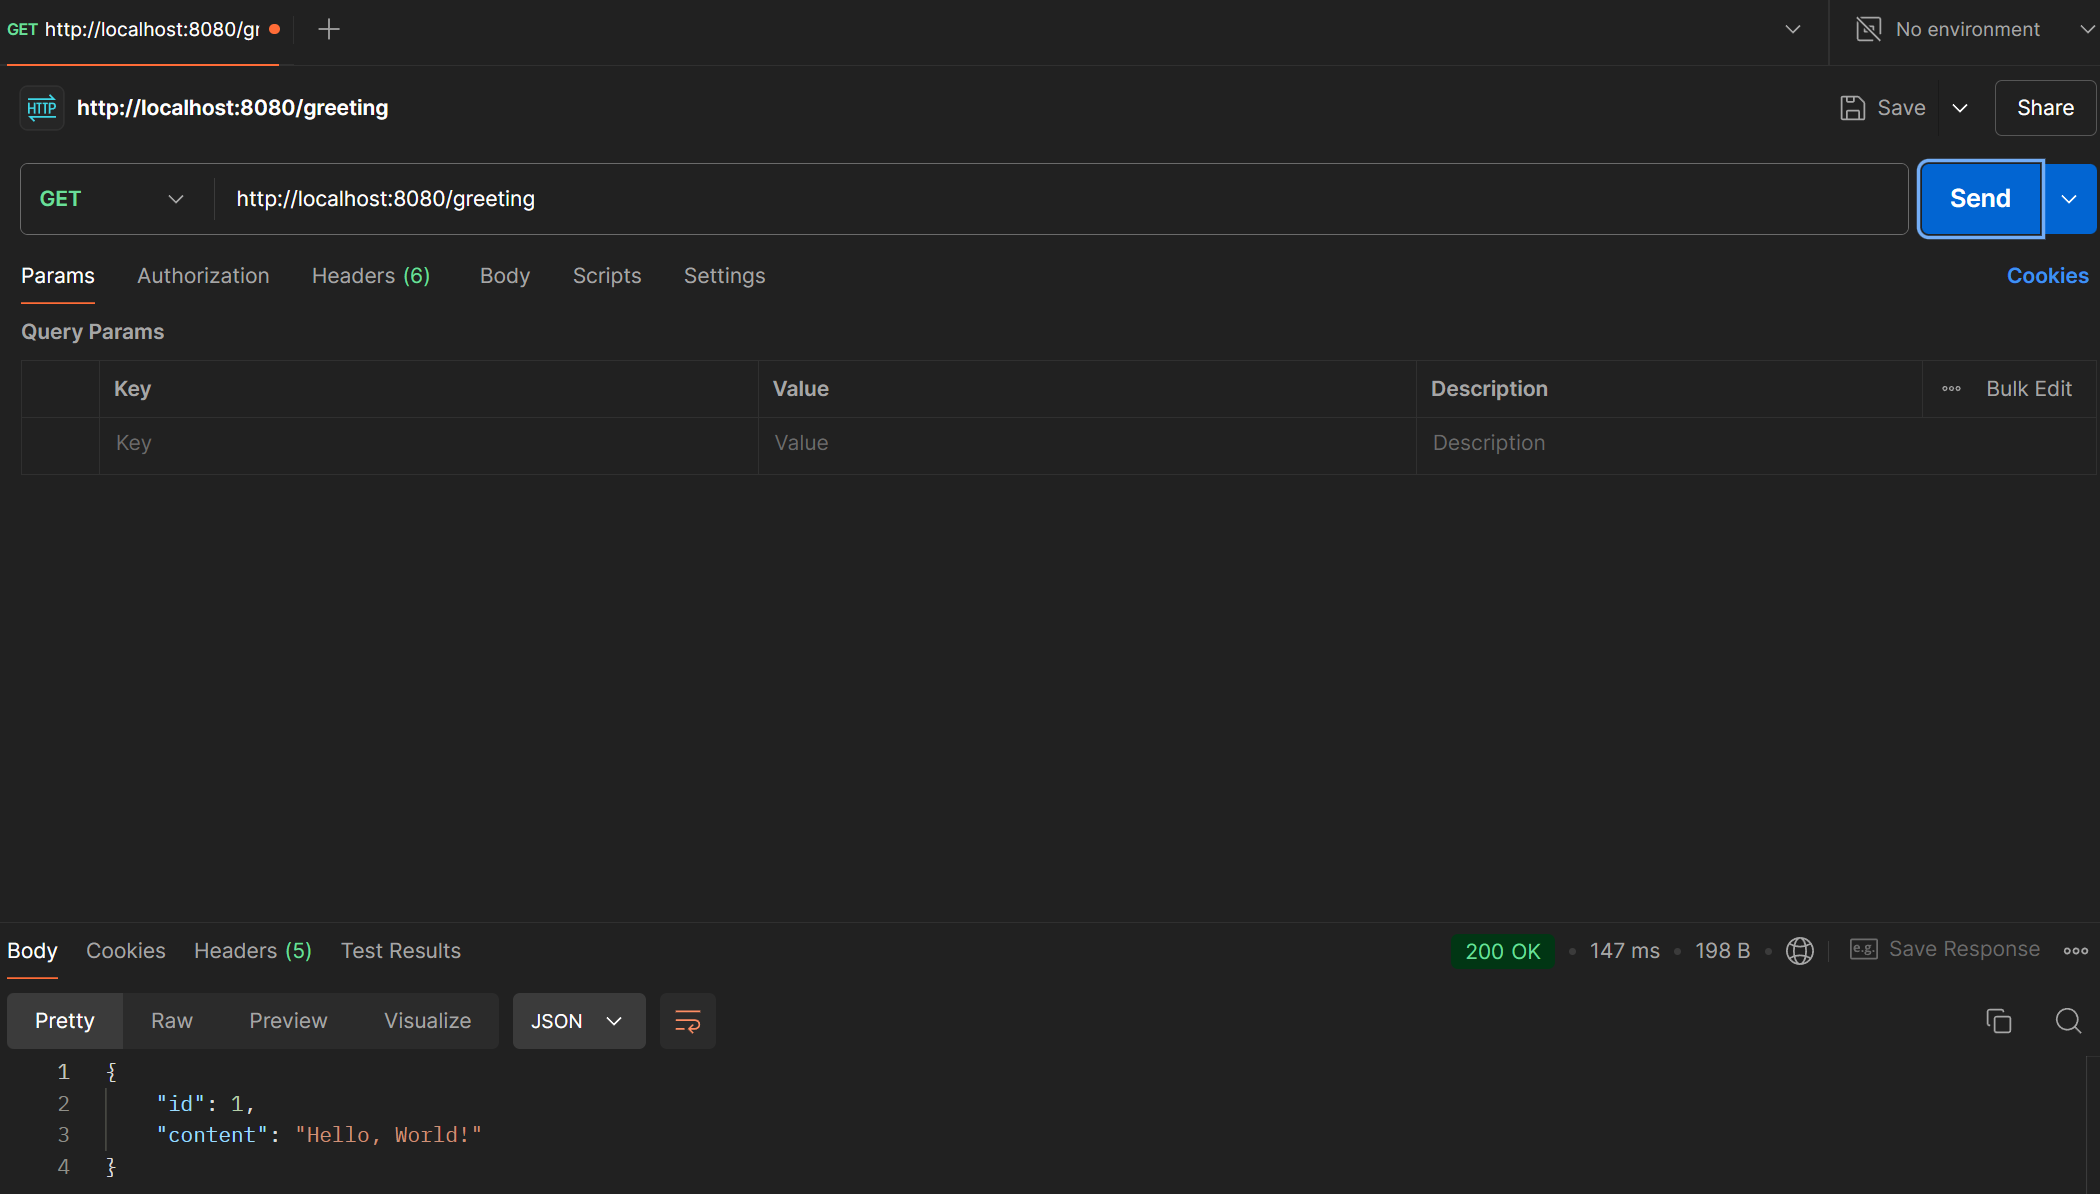 GET http://localhost:8080/gr
No environment
HTTP http://localhost:8080/greeting
Save
Share
GET http://localhost:8080/greeting
Send
Params Authorization Headers (6) Body Scripts Settings Cookies
Query Params
Key Value Description Bulk Edit
Key Value Description
Body Cookies Headers (5) Test Results 200 OK 147 ms 198 B e.g. Save Response
Pretty Raw Preview Visualize JSON
1 {
2 "id": 1,
3 "content": "Hello, World!"
4 }